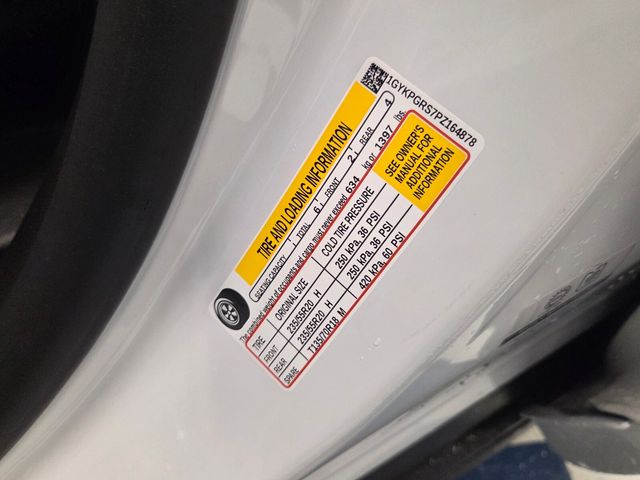 1GYKPGRS7PZ164878
TIRE AND LOADING INFORMATION
SEATING CAPACITY TOTAL 6 FRONT 2 REAR 4
The combined weight of occupants and cargo must never exceed 634 kg or 1397 lbs.
TIRE ORIGINAL SIZE COLD TIRE PRESSURE
FRONT 235/55R20 H 250 kPa, 36 PSI
REAR 235/55R20 H 250 kPa, 36 PSI
SPARE T135/70R18 M 420 kPa, 60 PSI
SEE OWNER'S
MANUAL FOR
ADDITIONAL
INFORMATION